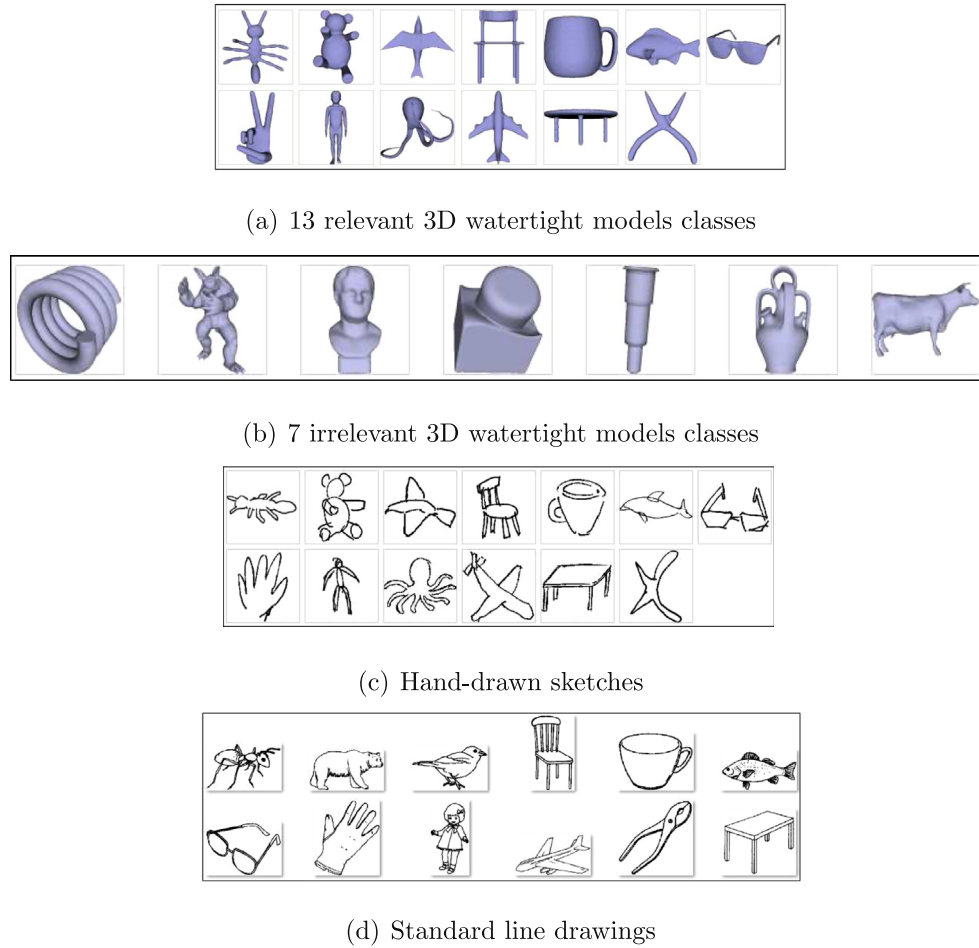 (a) 13 relevant 3D watertight models classes
(b) 7 irrelevant 3D watertight models classes
(c) Hand-drawn sketches
(d) Standard line drawings